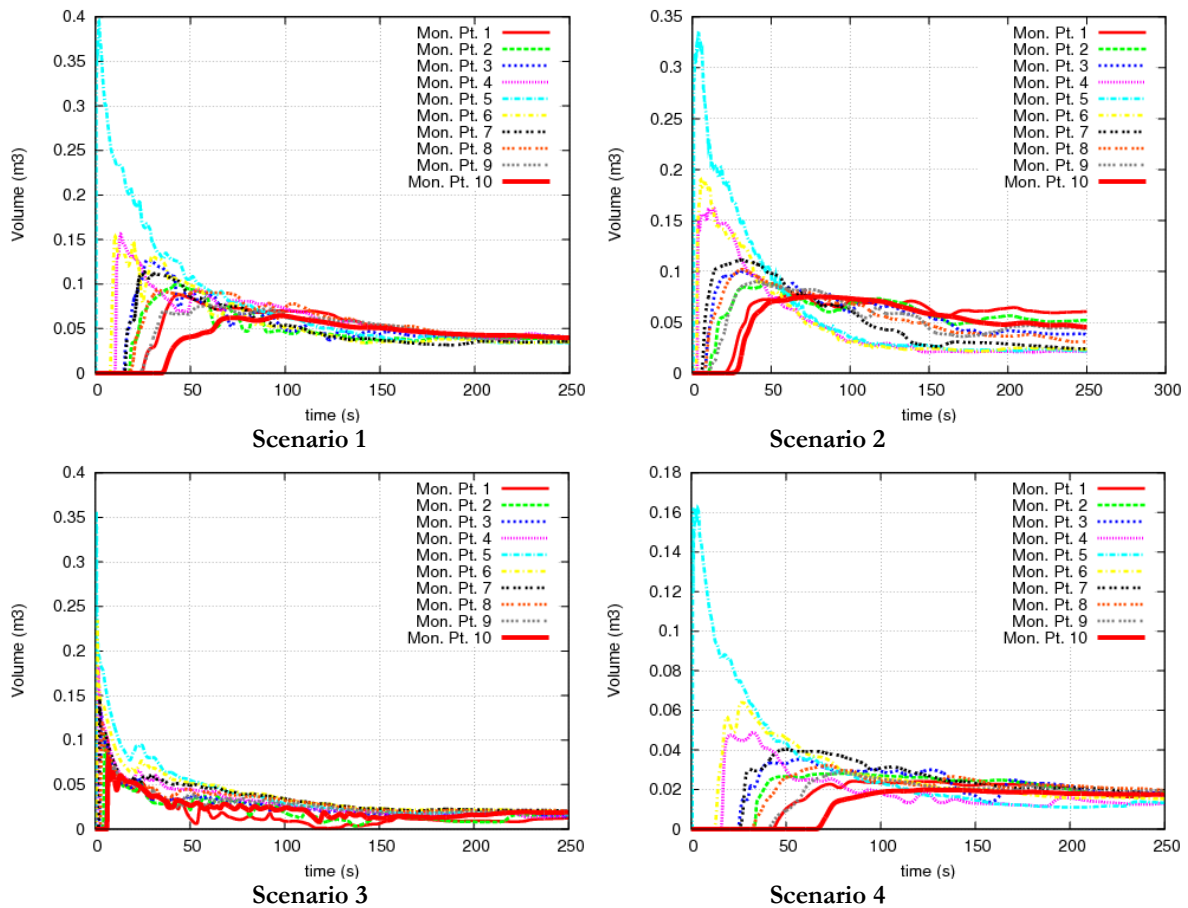 0.4
0.35
0.3
0.25
0.2
0.15
0.1
0.05
0
Volume (m3)
Mon. Pt. 1
Mon. Pt. 2
Mon. Pt. 3
Mon. Pt. 4
Mon. Pt. 5
Mon. Pt. 6
Mon. Pt. 7
Mon. Pt. 8
Mon. Pt. 9
Mon. Pt. 10
0 50 100 150 200 250
time (s)
Scenario 1
0.35
0.3
0.25
0.2
0.15
0.1
0.05
0
Volume (m3)
Mon. Pt. 1
Mon. Pt. 2
Mon. Pt. 3
Mon. Pt. 4
Mon. Pt. 5
Mon. Pt. 6
Mon. Pt. 7
Mon. Pt. 8
Mon. Pt. 9
Mon. Pt. 10
0 50 100 150 200 250 300
time (s)
Scenario 2
0.4
0.35
0.3
0.25
0.2
0.15
0.1
0.05
0
Volume (m3)
Mon. Pt. 1
Mon. Pt. 2
Mon. Pt. 3
Mon. Pt. 4
Mon. Pt. 5
Mon. Pt. 6
Mon. Pt. 7
Mon. Pt. 8
Mon. Pt. 9
Mon. Pt. 10
0 50 100 150 200 250
time (s)
Scenario 3
0.18
0.16
0.14
0.12
0.1
0.08
0.06
0.04
0.02
0
Volume (m3)
Mon. Pt. 1
Mon. Pt. 2
Mon. Pt. 3
Mon. Pt. 4
Mon. Pt. 5
Mon. Pt. 6
Mon. Pt. 7
Mon. Pt. 8
Mon. Pt. 9
Mon. Pt. 10
0 50 100 150 200 250
time (s)
Scenario 4